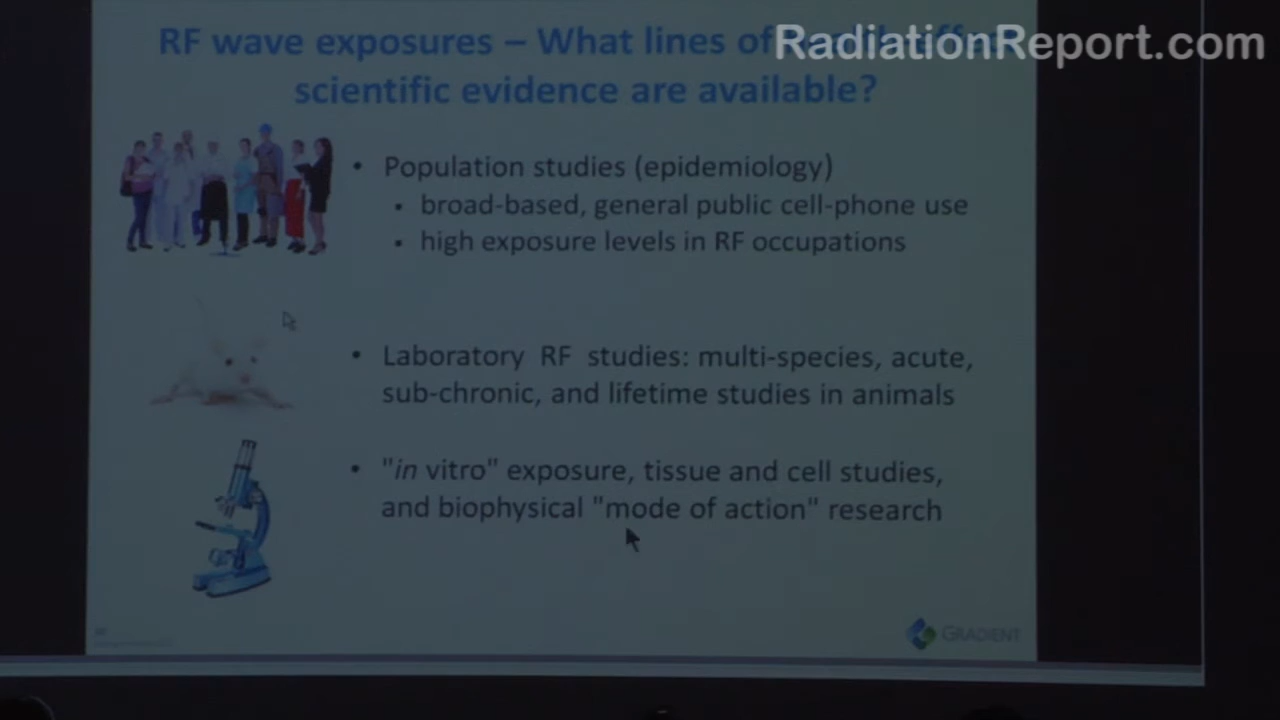 RadiationReport.com
RF wave exposures – What lines of
scientific evidence are available?
• Population studies (epidemiology)
▪ broad-based, general public cell-phone use
▪ high exposure levels in RF occupations
• Laboratory RF studies: multi-species, acute,
sub-chronic, and lifetime studies in animals
• "in vitro" exposure, tissue and cell studies,
and biophysical "mode of action" research
GRADIENT